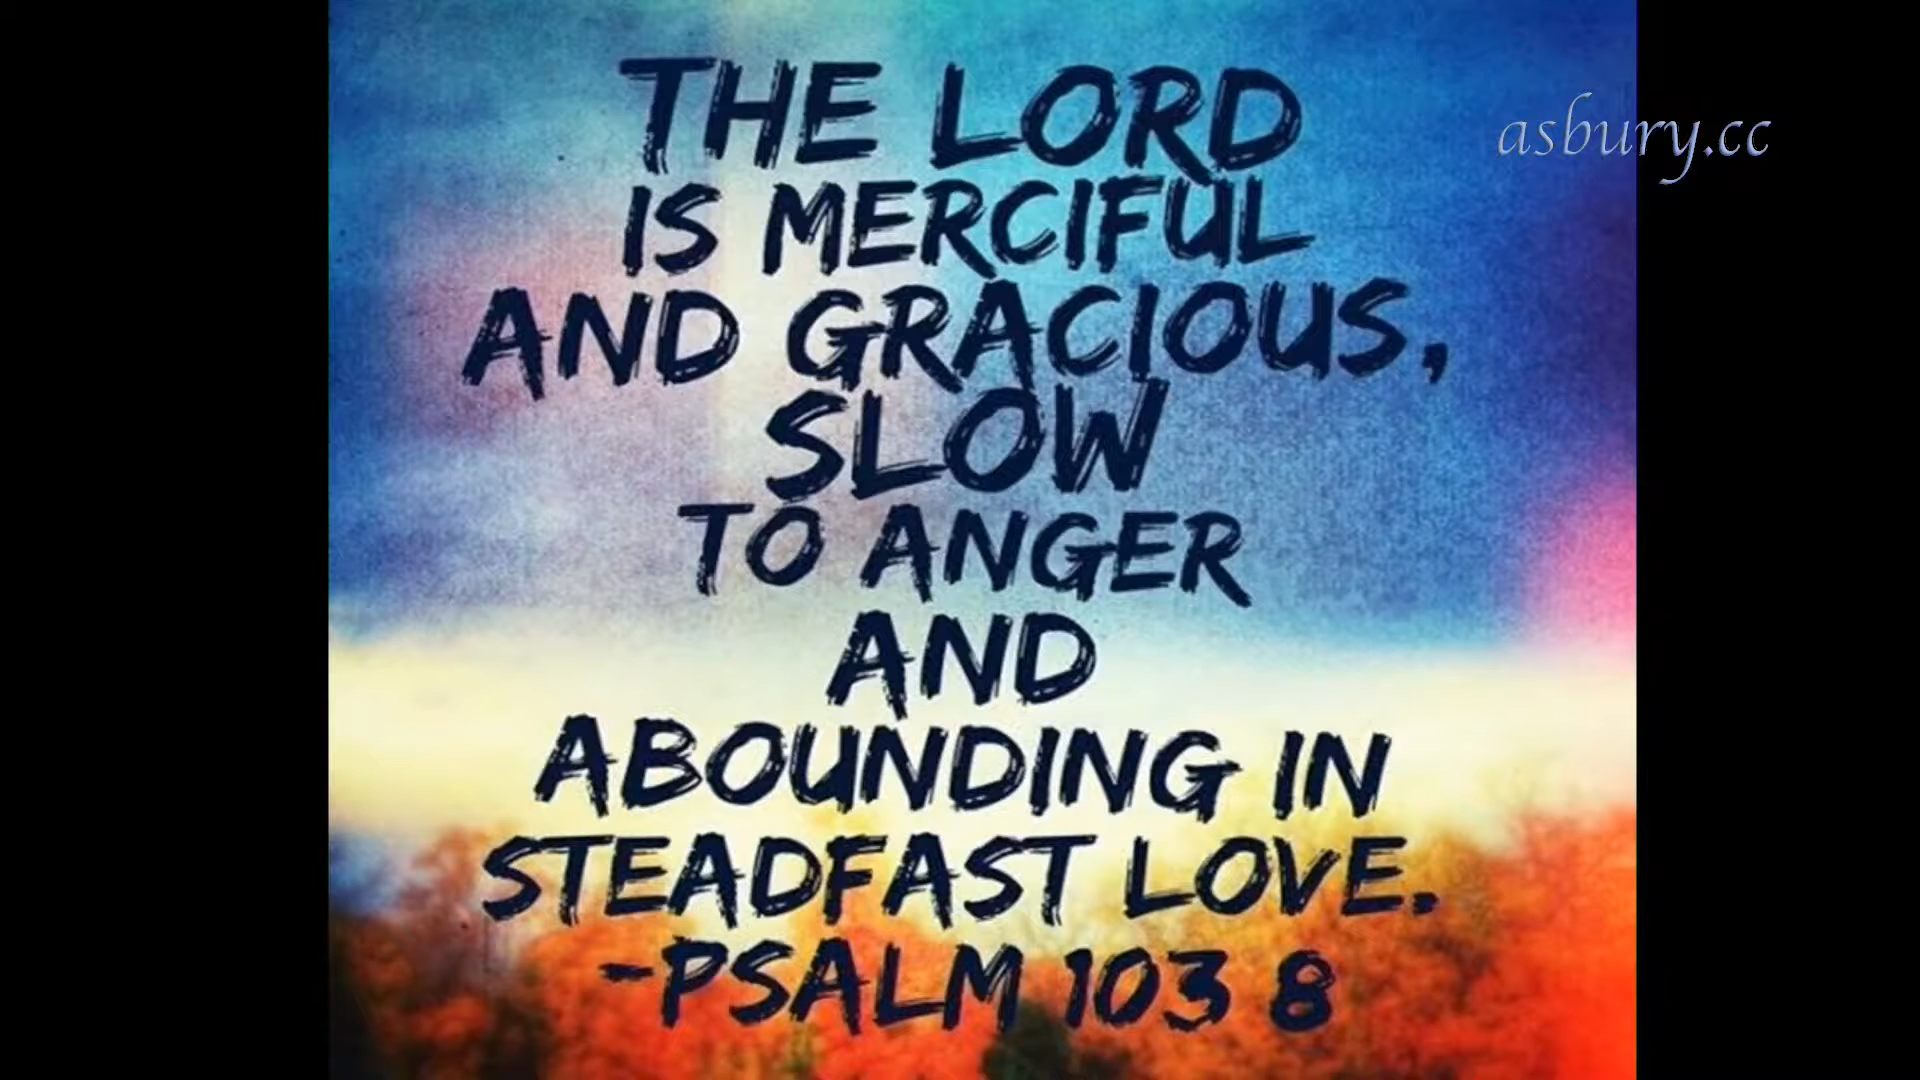 THE LORD
IS MERCIFUL
AND GRACIOUS,
SLOW
TO ANGER
AND
ABOUNDING IN
STEADFAST LOVE.
-PSALM 103 8
asbury.cc